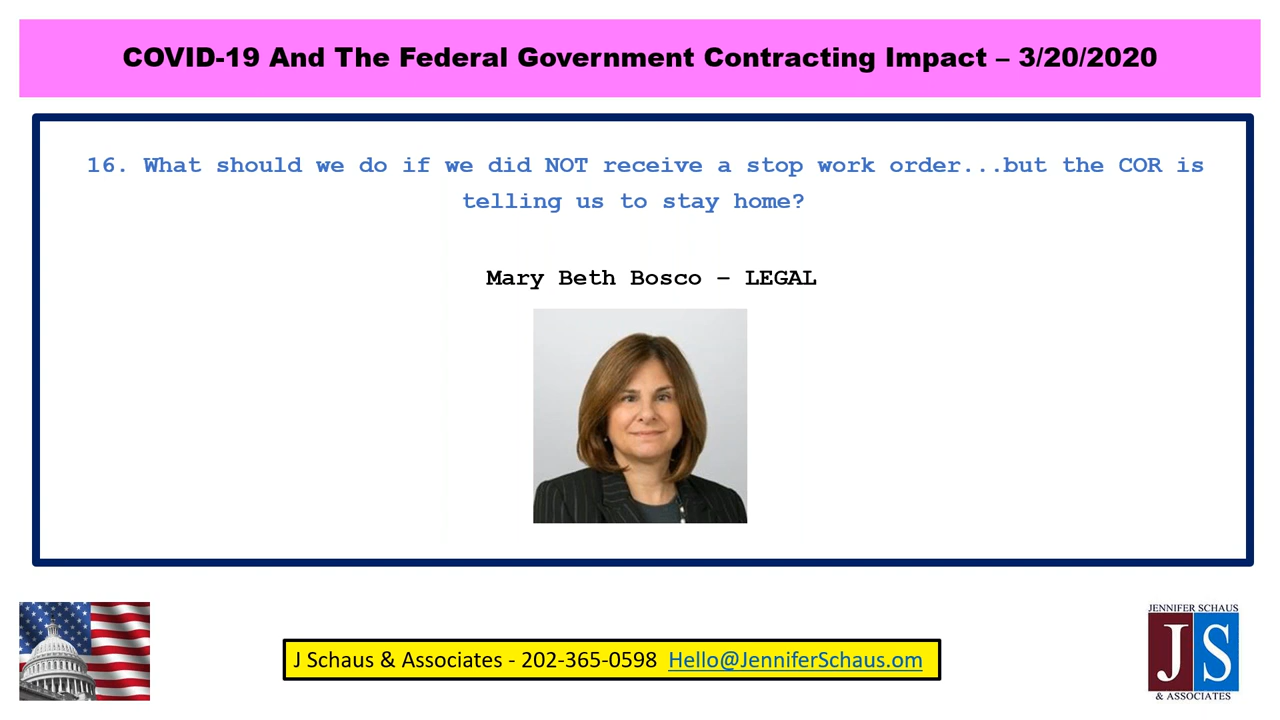 COVID-19 And The Federal Government Contracting Impact – 3/20/2020
16. What should we do if we did NOT receive a stop work order...but the COR is
telling us to stay home?
Mary Beth Bosco – LEGAL
J Schaus & Associates - 202-365-0598 Hello@JenniferSchaus.om
JENNIFER SCHAUS
J S
& ASSOCIATES